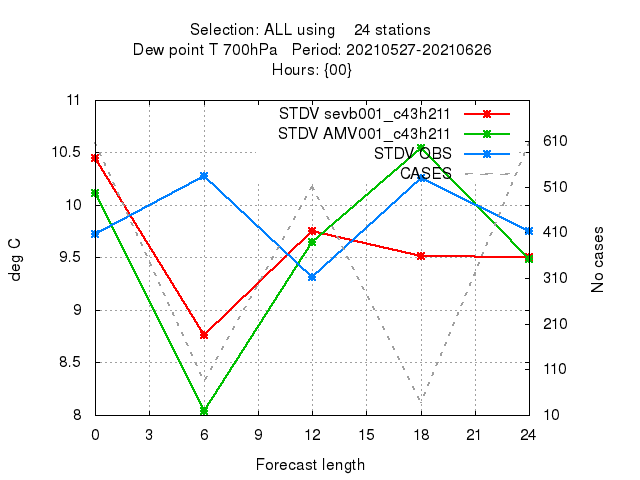 Selection: ALL using    24 stations
Dew point T 700hPa   Period: 20210527-20210626
Hours: {00}
STDV sevb001_c43h211
STDV AMV001_c43h211
STDV OBS
CASES
11
10.5
10
9.5
9
8.5
8
deg C
610
510
410
310
210
110
10
No cases
0 3 6 9 12 15 18 21 24
Forecast length